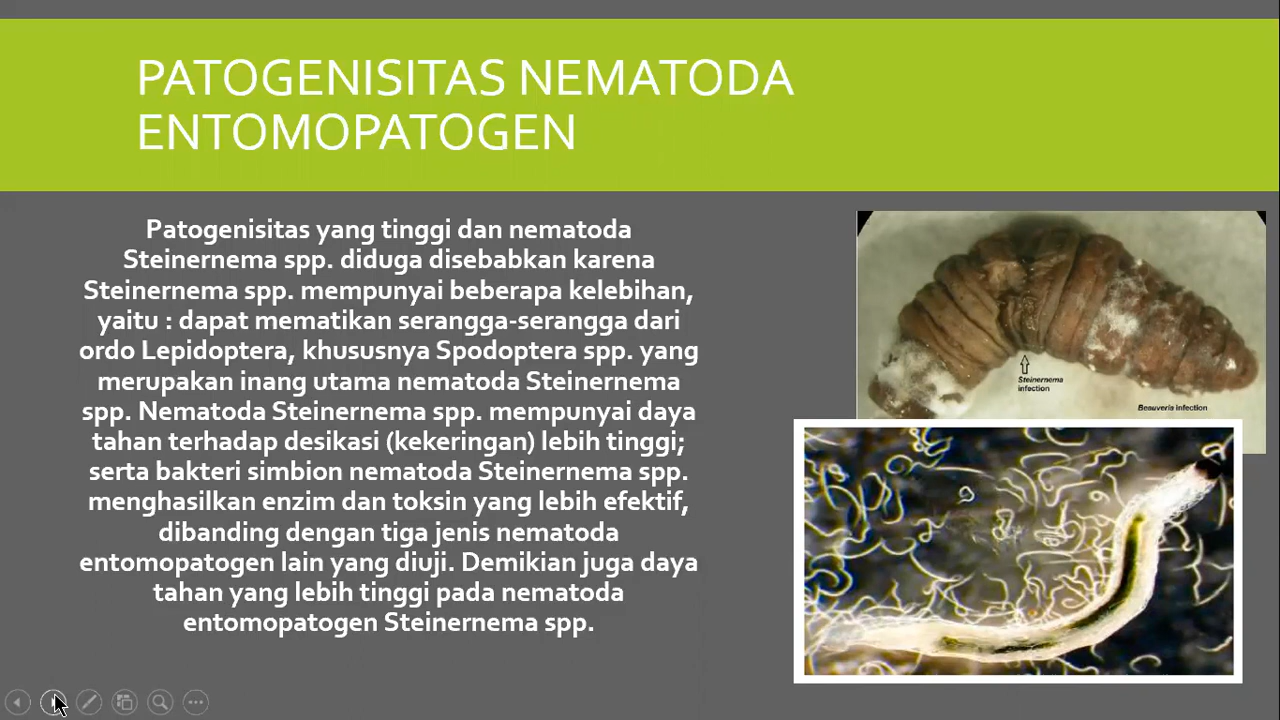 PATOGENISITAS NEMATODA
ENTOMOPATOGEN
Patogenisitas yang tinggi dan nematoda
Steinernema spp. diduga disebabkan karena
Steinernema spp. mempunyai beberapa kelebihan,
yaitu : dapat mematikan serangga-serangga dari
ordo Lepidoptera, khususnya Spodoptera spp. yang
merupakan inang utama nematoda Steinernema
spp. Nematoda Steinernema spp. mempunyai daya
tahan terhadap desikasi (kekeringan) lebih tinggi;
serta bakteri simbion nematoda Steinernema spp.
menghasilkan enzim dan toksin yang lebih efektif,
dibanding dengan tiga jenis nematoda
entomopatogen lain yang diuji. Demikian juga daya
tahan yang lebih tinggi pada nematoda
entomopatogen Steinernema spp.
Steinernema
infection
Beauveria infection